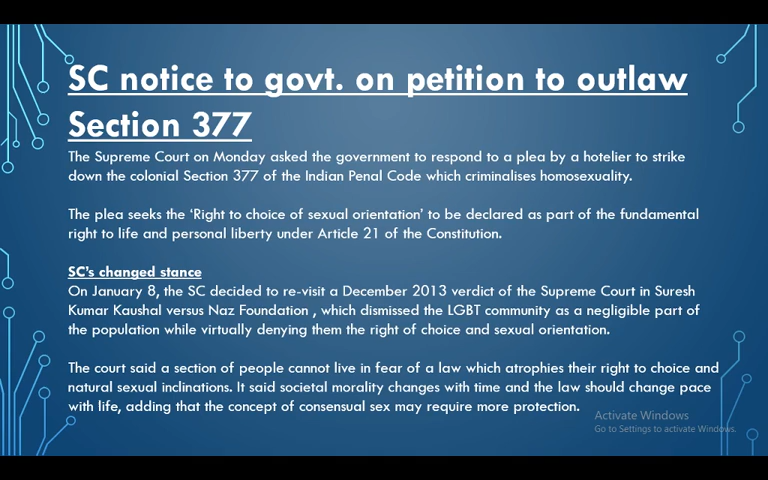 SC notice to govt. on petition to outlaw
Section 377
The Supreme Court on Monday asked the government to respond to a plea by a hotelier to strike
down the colonial Section 377 of the Indian Penal Code which criminalises homosexuality.
The plea seeks the ‘Right to choice of sexual orientation’ to be declared as part of the fundamental
right to life and personal liberty under Article 21 of the Constitution.
SC’s changed stance
On January 8, the SC decided to re-visit a December 2013 verdict of the Supreme Court in Suresh
Kumar Kaushal versus Naz Foundation , which dismissed the LGBT community as a negligible part of
the population while virtually denying them the right of choice and sexual orientation.
The court said a section of people cannot live in fear of a law which atrophies their right to choice and
natural sexual inclinations. It said societal morality changes with time and the law should change pace
with life, adding that the concept of consensual sex may require more protection.
Activate Windows
Go to Settings to activate Windows.